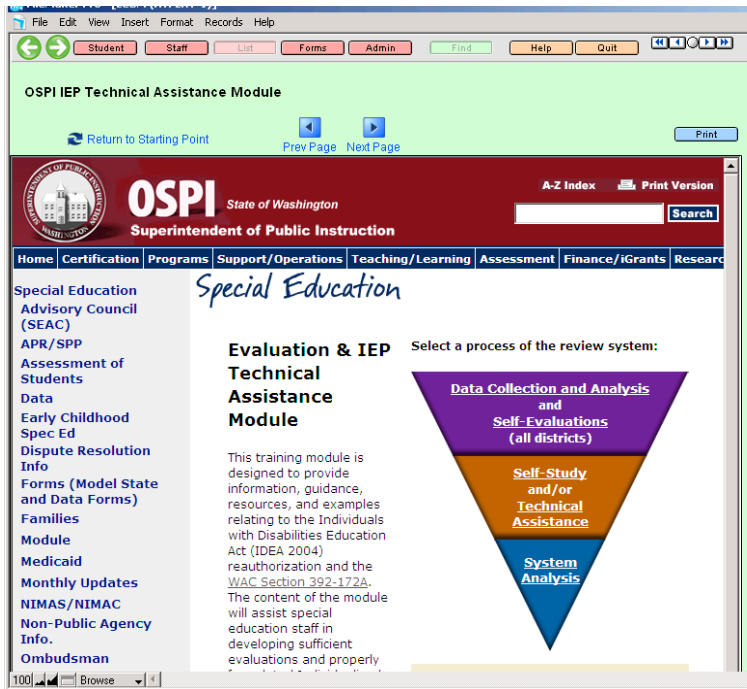 File Edit View Insert Format Records Help
Student Staff List Forms Admin Find Help Quit
OSPI IEP Technical Assistance Module
Return to Starting Point Prev Page Next Page Print
OSPI State of Washington
Superintendent of Public Instruction
A-Z Index Print Version
Search
Home Certification Programs Support/Operations Teaching/Learning Assessment Finance/iGrants Researc
Special Education
Advisory Council
(SEAC)
APR/SPP
Assessment of
Students
Data
Early Childhood
Spec Ed
Dispute Resolution
Info
Forms (Model State
and Data Forms)
Families
Module
Medicaid
Monthly Updates
NIMAS/NIMAC
Non-Public Agency
Info.
Ombudsman
Special Education
Evaluation & IEP
Technical
Assistance
Module
This training module is
designed to provide
information, guidance,
resources, and examples
relating to the Individuals
with Disabilities Education
Act (IDEA 2004)
reauthorization and the
WAC Section 392-172A.
The content of the module
will assist special
education staff in
developing sufficient
evaluations and properly
Select a process of the review system:
Data Collection and Analysis
and
Self-Evaluations
(all districts)
Self-Study
and/or
Technical
Assistance
System
Analysis
100 Browse